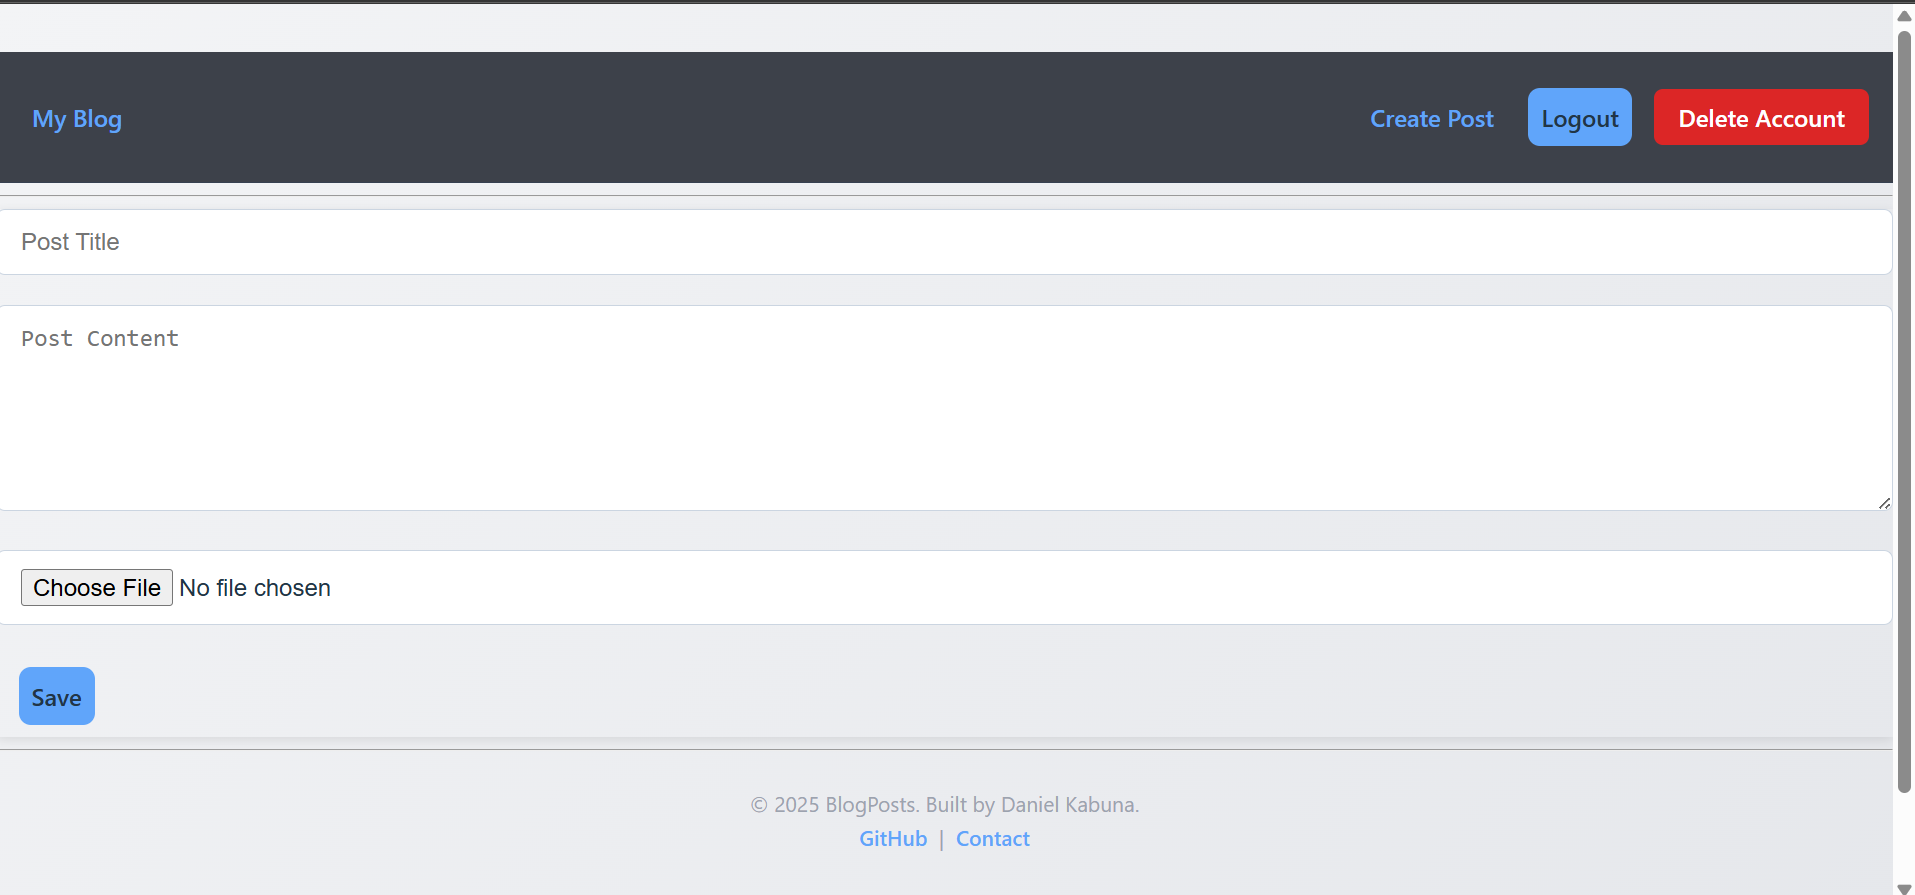 My Blog
Create Post
Logout
Delete Account
Post Title
Post Content
Choose File No file chosen
Save
© 2025 BlogPosts. Built by Daniel Kabuna.
GitHub | Contact